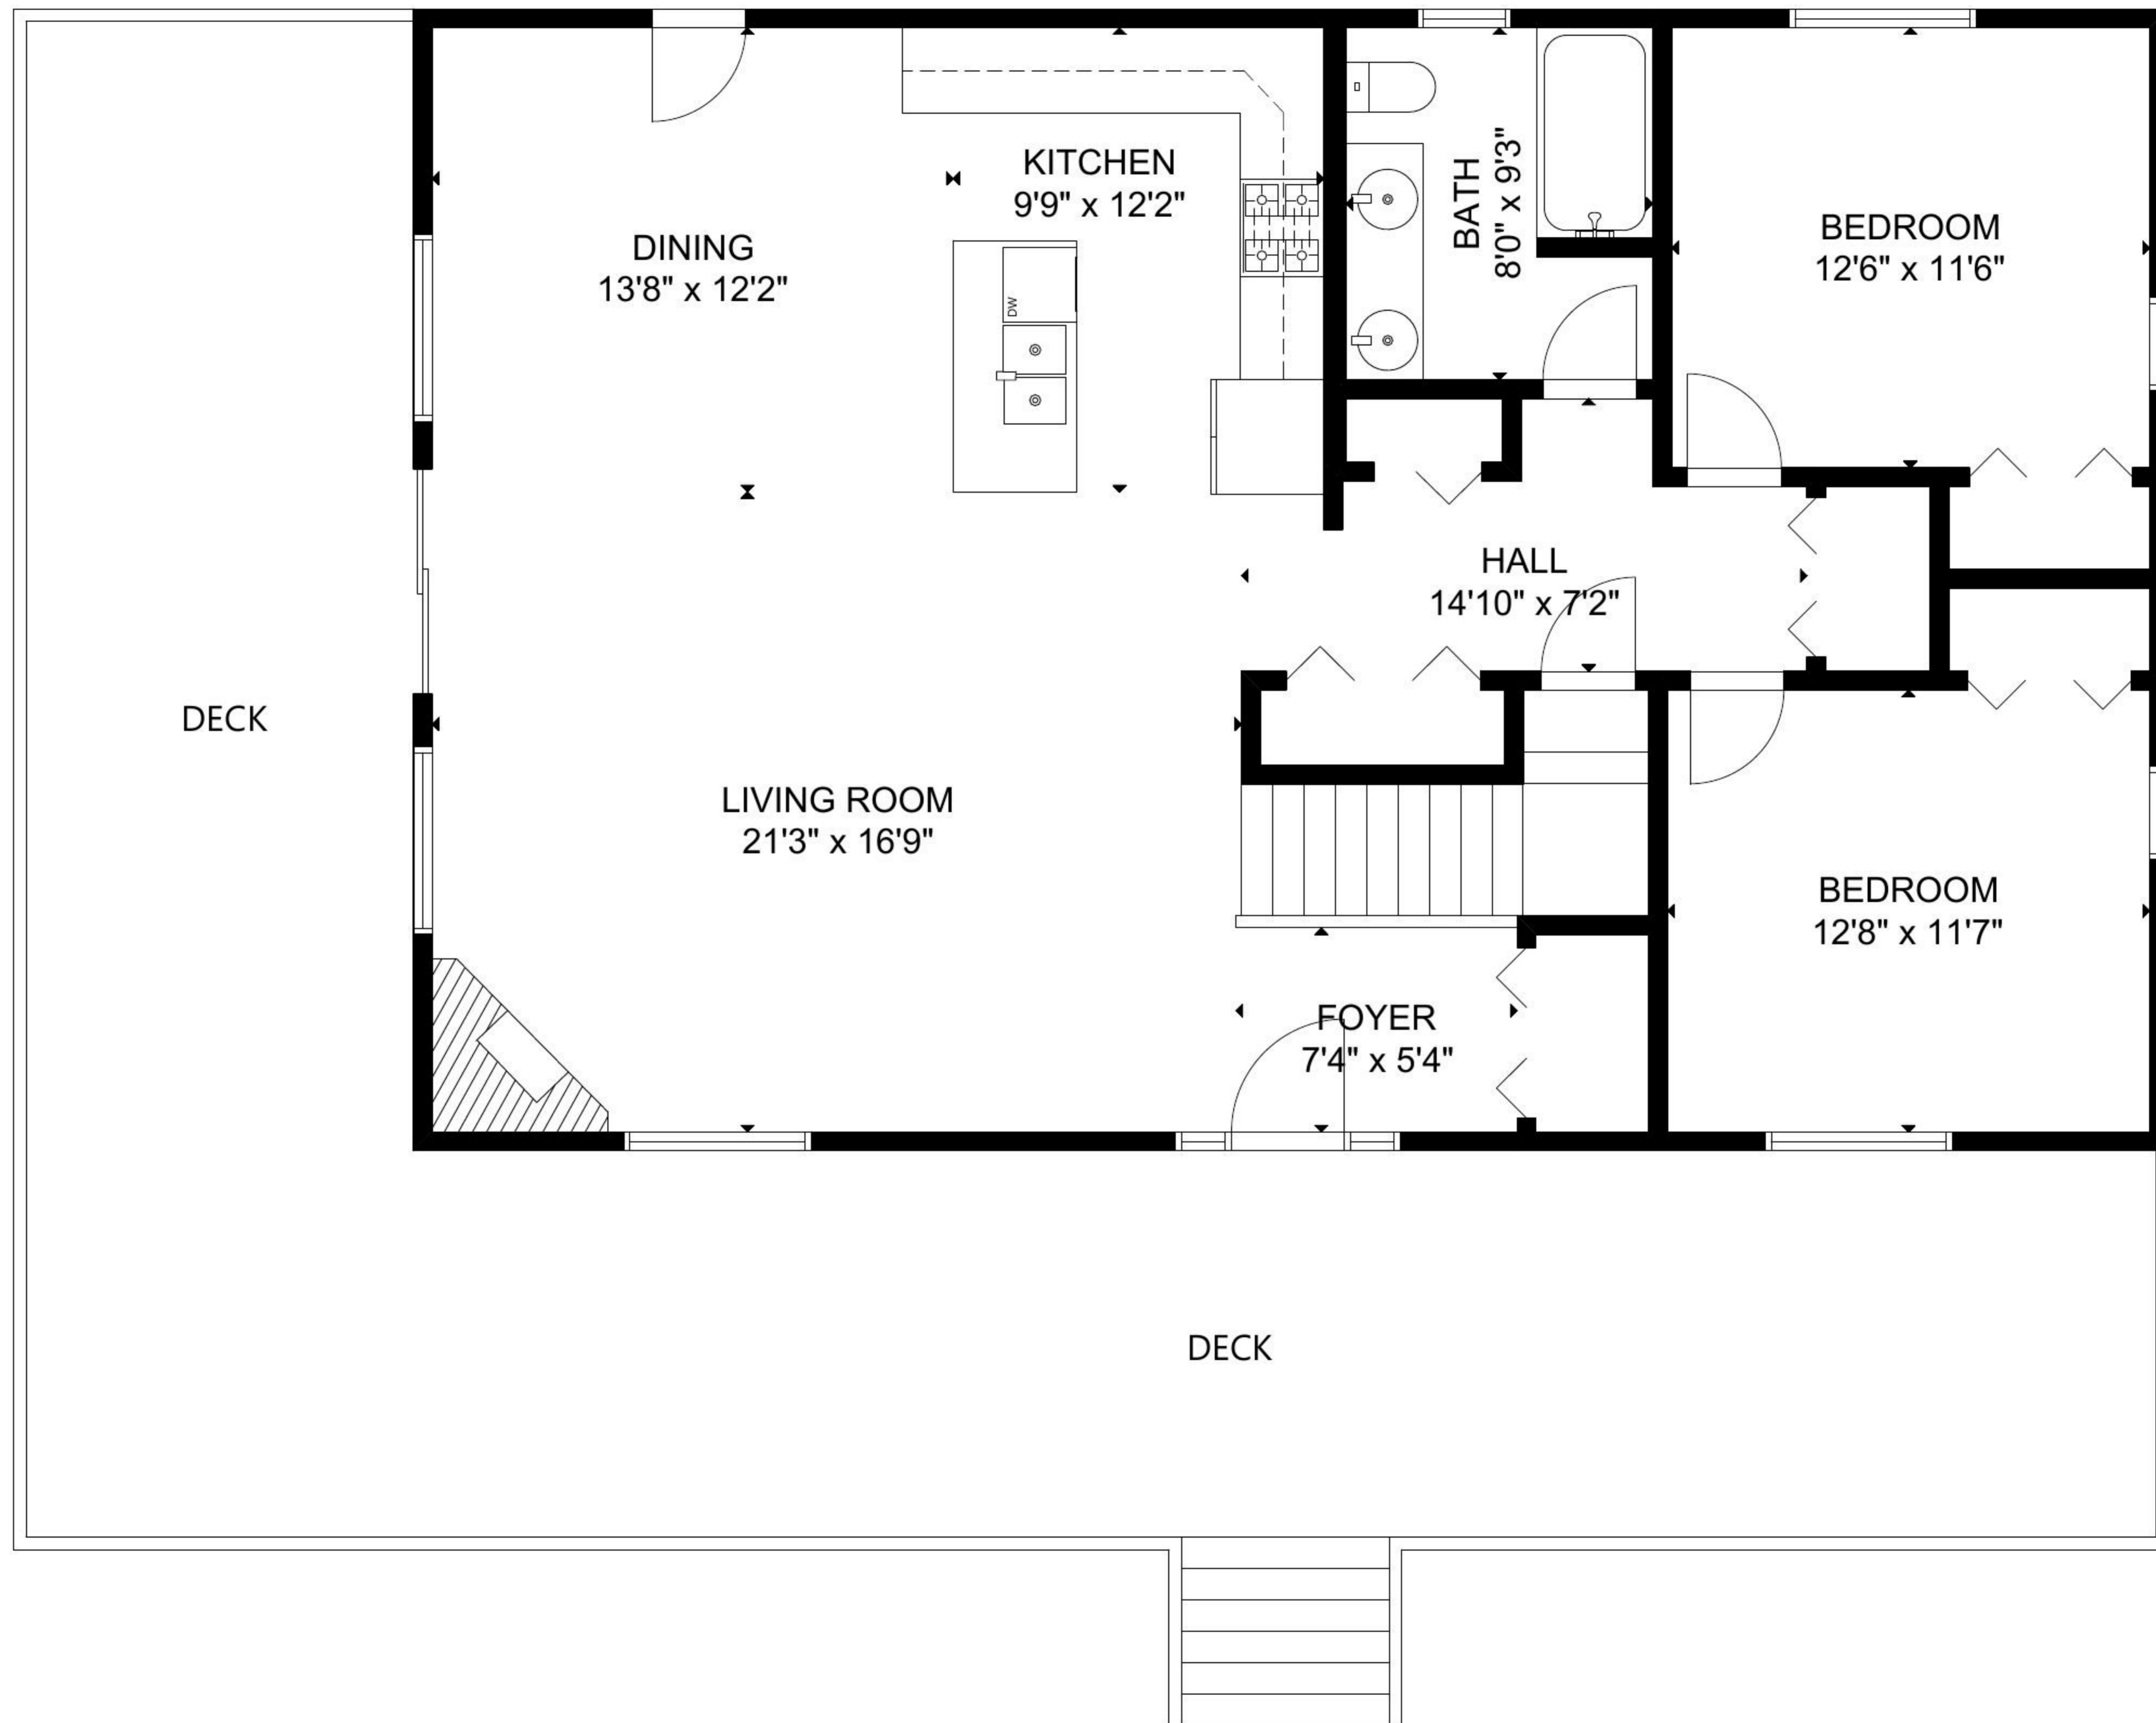 KITCHEN
9'9" x 12'2"
BATH
8'0" x 9'3"
BEDROOM
12'6" x 11'6"
DINING
13'8" x 12'2"
DW
HALL
14'10" x 7'2"
DECK
LIVING ROOM
21'3" x 16'9"
BEDROOM
12'8" x 11'7"
FOYER
7'4" x 5'4"
DECK